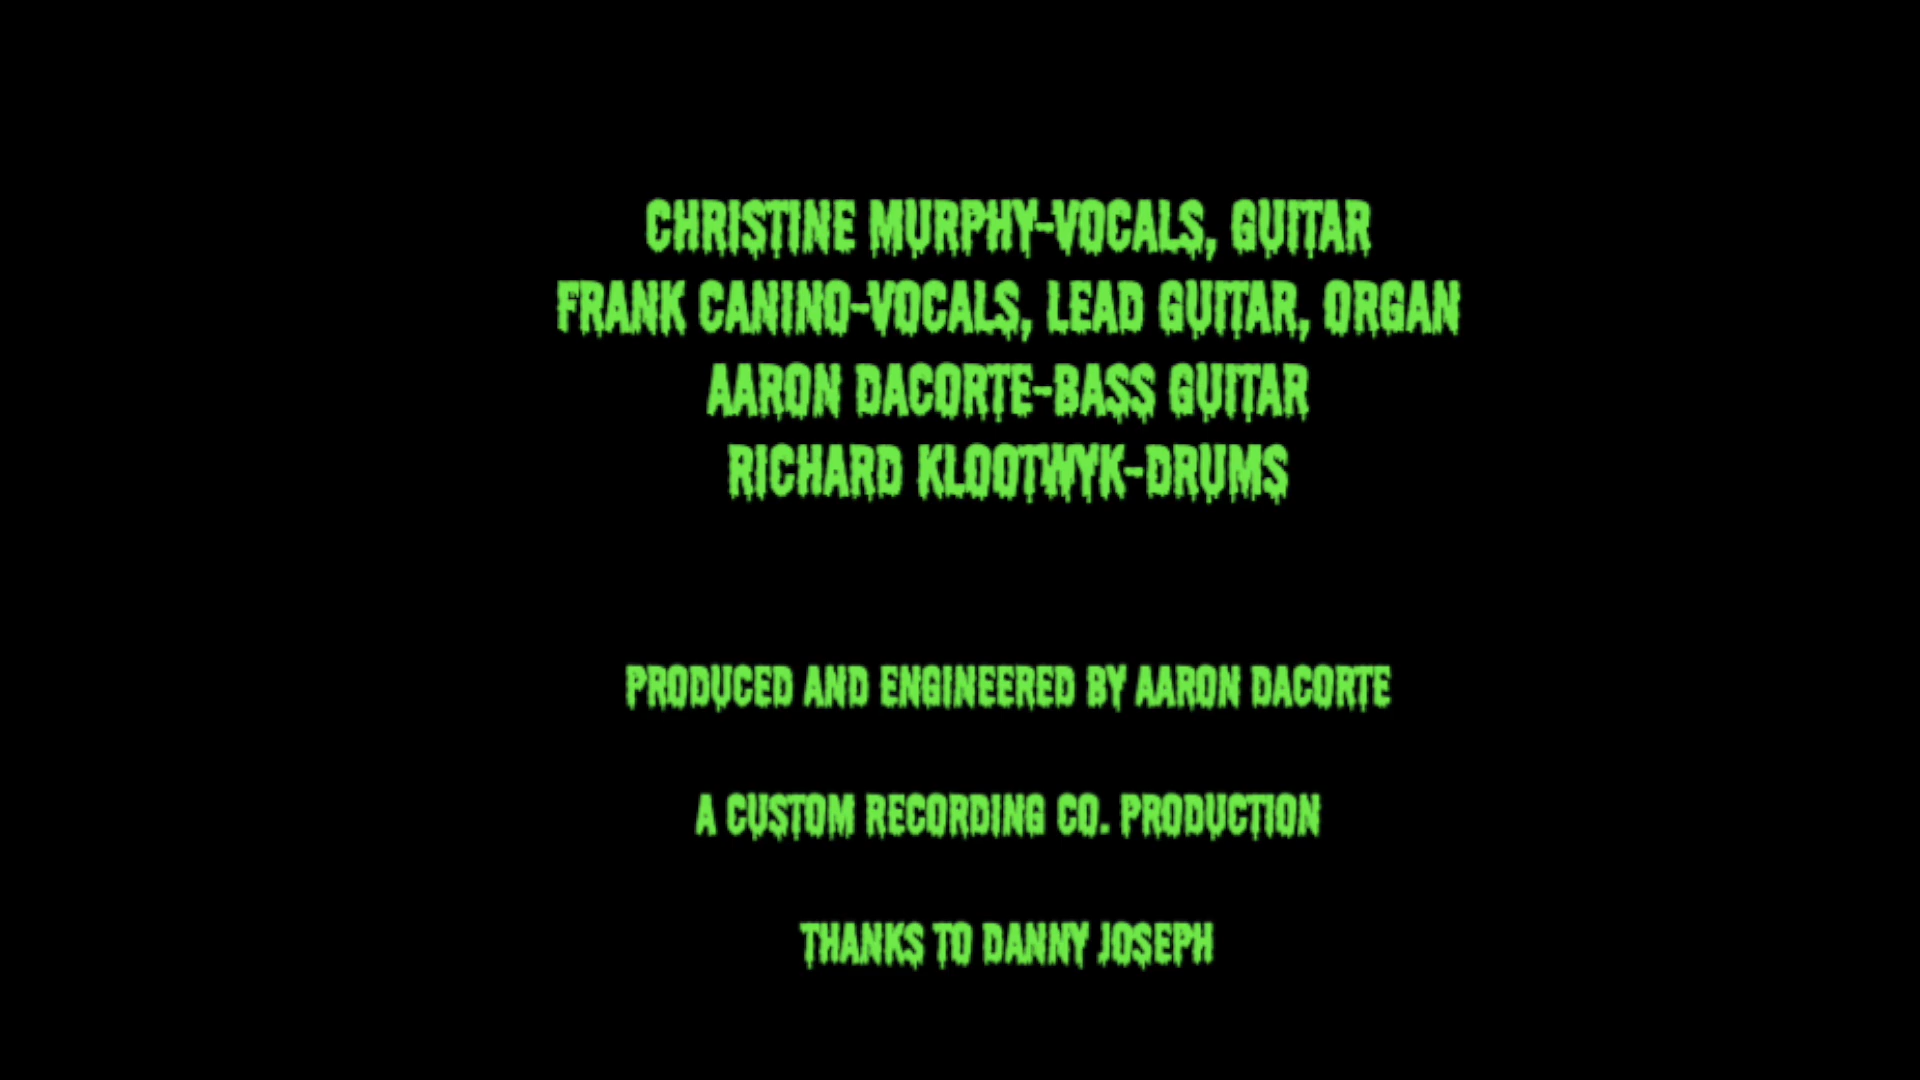 CHRISTINE MURPHY-VOCALS, GUITAR
FRANK CANINO-VOCALS, LEAD GUITAR, ORGAN
AARON DACORTE-BASS GUITAR
RICHARD KLOOTWYK-DRUMS
PRODUCED AND ENGINEERED BY AARON DACORTE
A CUSTOM RECORDING CO. PRODUCTION
THANKS TO DANNY JOSEPH